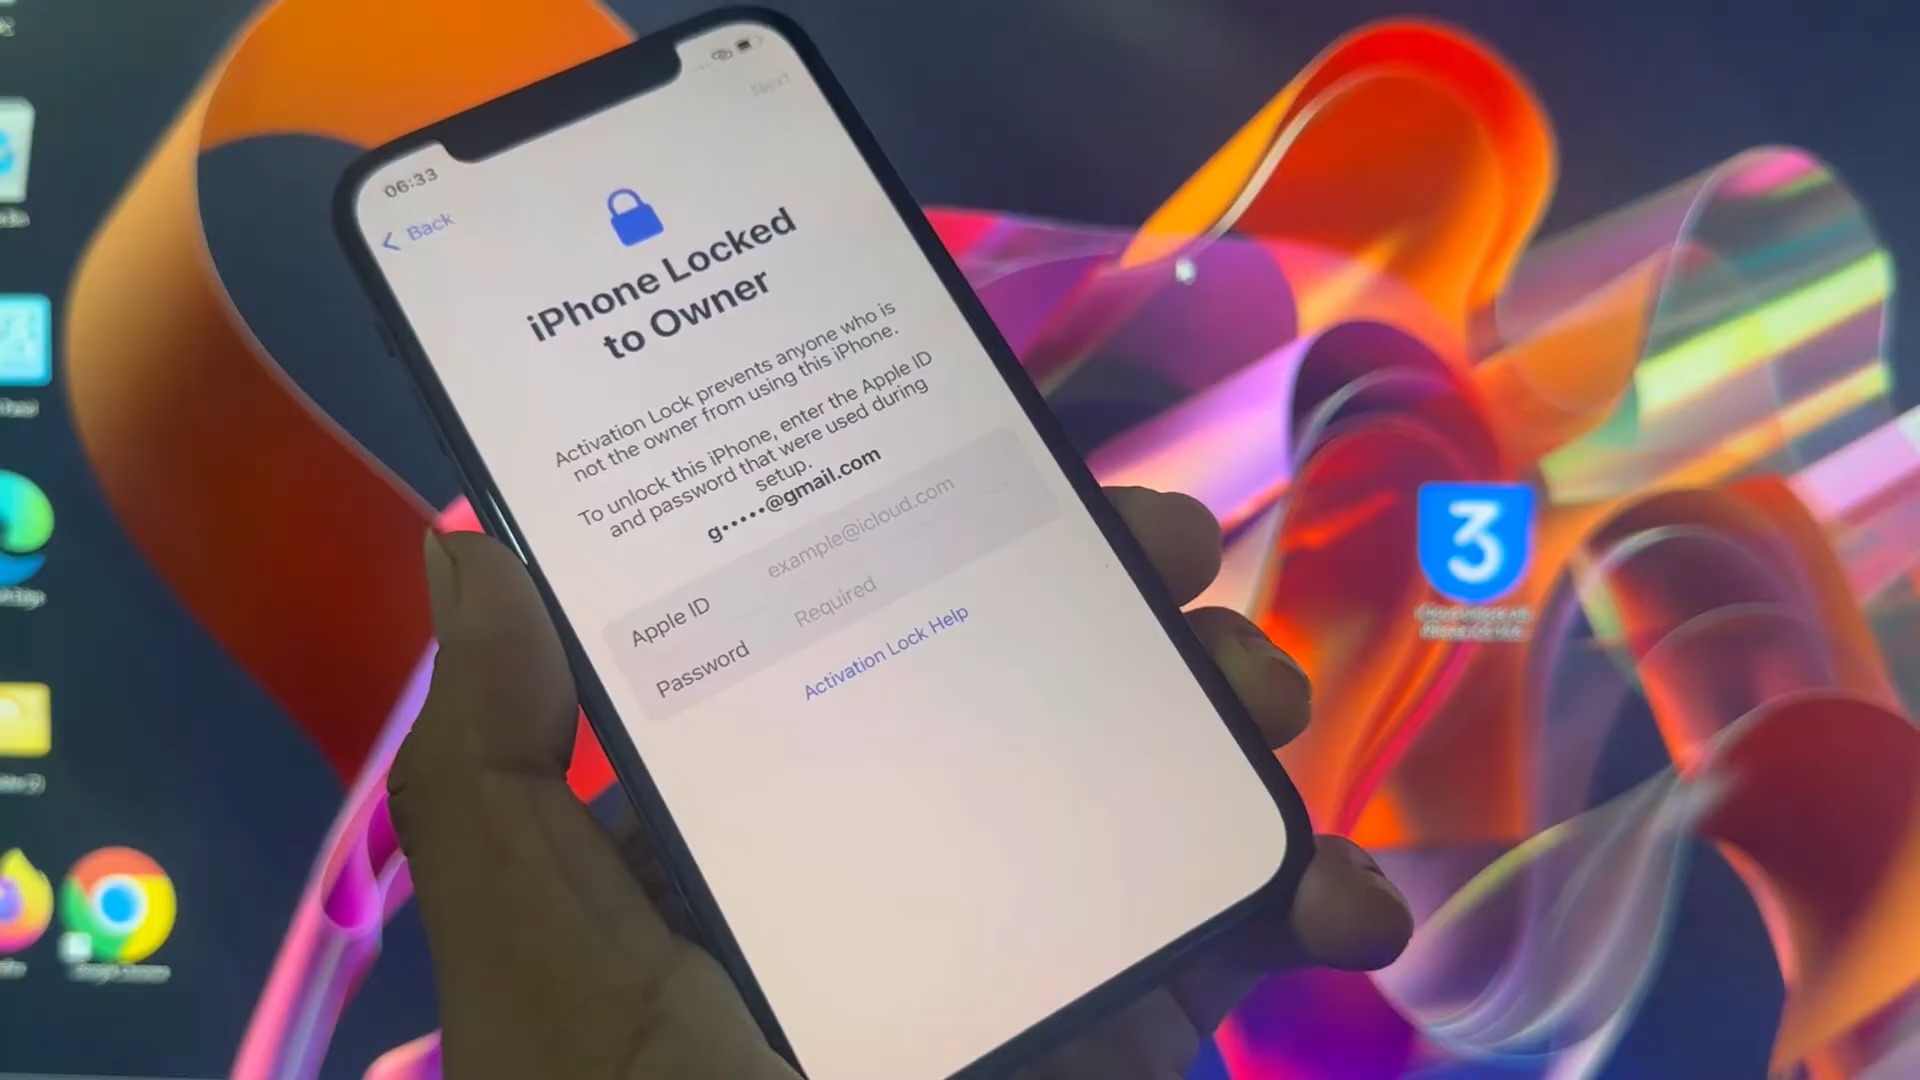 06:33
Next
Back
iPhone Locked
to Owner
Activation Lock prevents anyone who is
not the owner from using this iPhone.
To unlock this iPhone, enter the Apple ID
and password that were used during
setup.
g•••••@gmail.com
Apple ID example@icloud.com
Password Required
Activation Lock Help
3